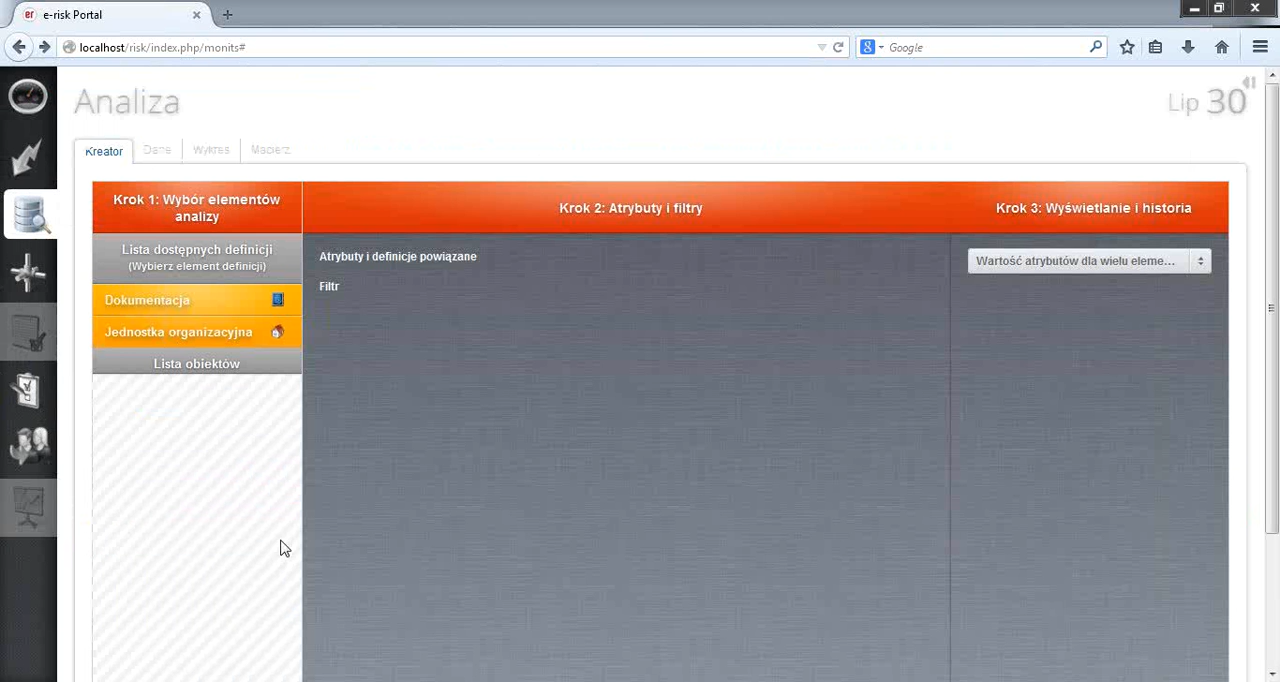 er e-risk Portal
localhost/risk/index.php/monits#
8 Google
Analiza
Lip 30
Kreator Dane Wykres Macierz
Krok 1: Wybór elementów
analizy
Krok 2: Atrybuty i filtry
Krok 3: Wyświetlanie i historia
Lista dostępnych definicji
(Wybierz element definicji)
Atrybuty i definicje powiązane
Wartość atrybutów dla wielu eleme...
Filtr
Dokumentacja
Jednostka organizacyjna
Lista obiektów